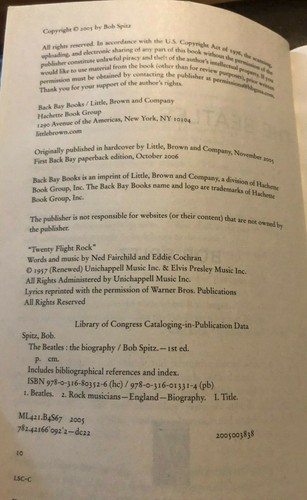 Copyright © 2005 by Bob Spitz
All rights reserved. In accordance with the U.S. Copyright Act of 1976, the scanning,
uploading, and electronic sharing of any part of this book without the permission of the
publisher constitute unlawful piracy and theft of the author's intellectual property. If you
would like to use material from the book (other than for review purposes), prior written
permission must be obtained by contacting the publisher at permissions@hbgusa.com.
Thank you for your support of the author's rights.
Back Bay Books / Little, Brown and Company
Hachette Book Group
1290 Avenue of the Americas, New York, NY 10104
littlebrown.com
Originally published in hardcover by Little, Brown and Company, November 2005
First Back Bay paperback edition, October 2006
Back Bay Books is an imprint of Little, Brown and Company, a division of Hachette
Book Group, Inc. The Back Bay Books name and logo are trademarks of Hachette
Book Group, Inc.
The publisher is not responsible for websites (or their content) that are not owned by
the publisher.
"Twenty Flight Rock"
Words and music by Ned Fairchild and Eddie Cochran
© 1957 (Renewed) Unichappell Music Inc. & Elvis Presley Music Inc.
All Rights Administered by Unichappell Music Inc.
Lyrics reprinted with the permission of Warner Bros. Publications
All Rights Reserved
Library of Congress Cataloging-in-Publication Data
Spitz, Bob.
The Beatles : the biography / Bob Spitz.—1st ed.
p. cm.
Includes bibliographical references and index.
ISBN 978-0-316-80352-6 (hc) / 978-0-316-01331-4 (pb)
1. Beatles. 2. Rock musicians—England—Biography. I. Title.
ML421.B4S67 2005
782.42166'092'2—dc22 2005003838
10
LSC-C